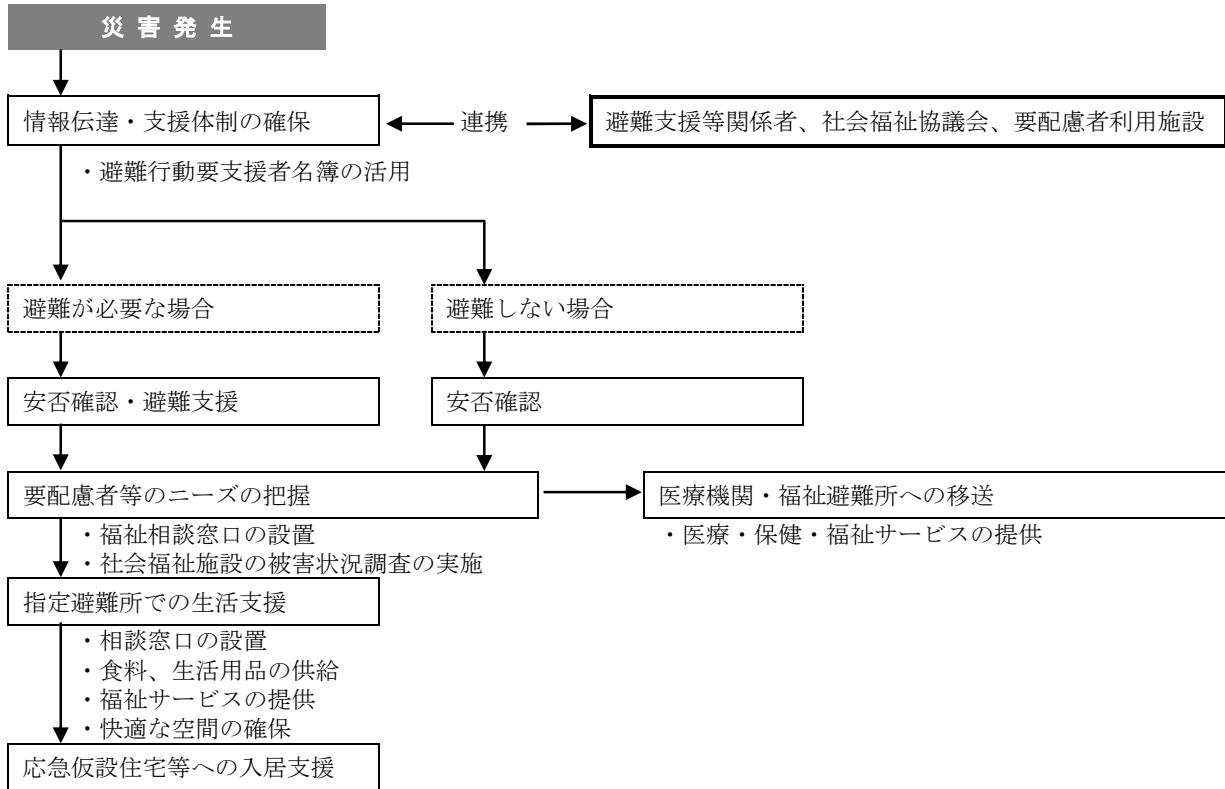 災 害 発 生
情報伝達・支援体制の確保
連携
避難支援等関係者、社会福祉協議会、要配慮者利用施設
・避難行動要支援者名簿の活用
避難が必要な場合
避難しない場合
安否確認・避難支援
安否確認
要配慮者等のニーズの把握
医療機関・福祉避難所への移送
・福祉相談窓口の設置
・医療・保健・福祉サービスの提供
・社会福祉施設の被害状況調査の実施
指定避難所での生活支援
・相談窓口の設置
・食料、生活用品の供給
・福祉サービスの提供
・快適な空間の確保
応急仮設住宅等への入居支援